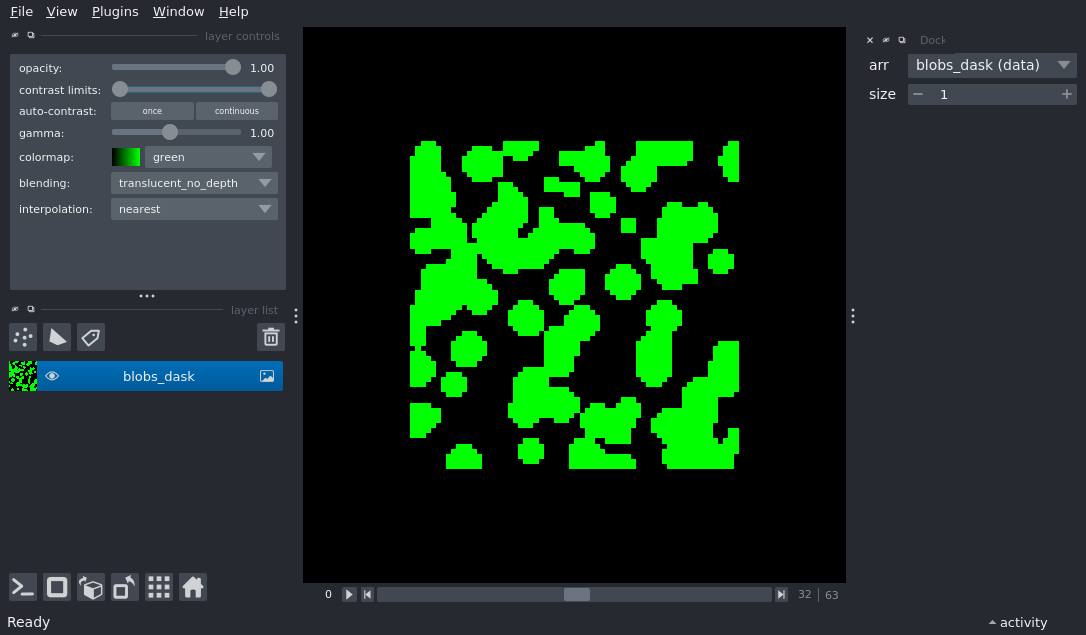 File View Plugins Window Help
layer controls
opacity: 1.00
contrast limits:
auto-contrast: once continuous
gamma: 1.00
colormap: green
blending: translucent_no_depth
interpolation: nearest
layer list
blobs_dask
0 32 63
Dock
arr blobs_dask (data)
size 1
Ready
activity